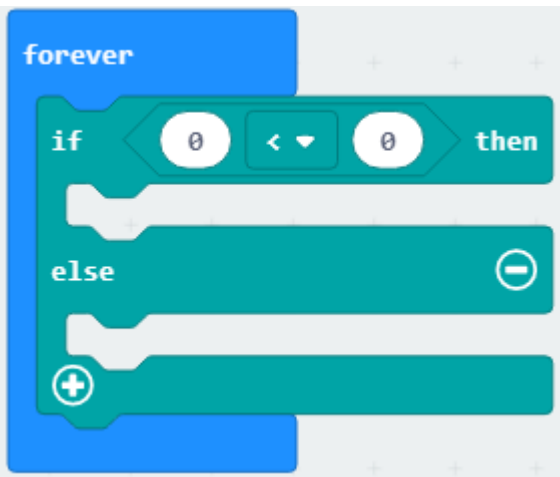 forever
if 0 < 0 then
else